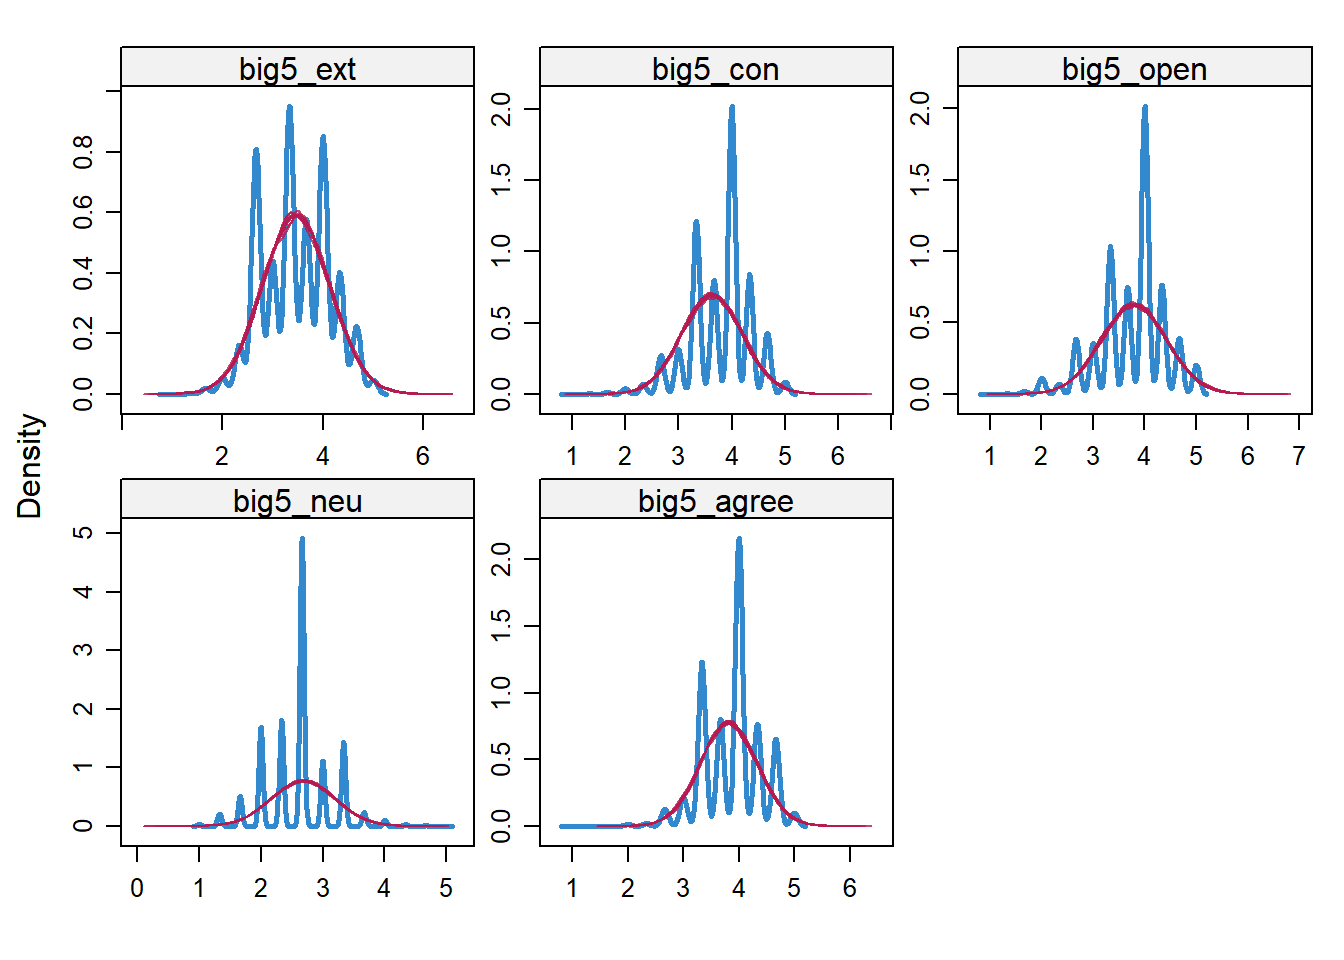 big5_ext
big5_con
big5_open
0.0 0.2 0.4 0.6 0.8
0.0 0.5 1.0 1.5 2.0
0.0 0.5 1.0 1.5 2.0
2 4 6
1 2 3 4 5 6
1 2 3 4 5 6 7
Density
big5_neu
big5_agree
0 1 2 3 4 5
0.0 0.5 1.0 1.5 2.0
0 1 2 3 4 5
1 2 3 4 5 6